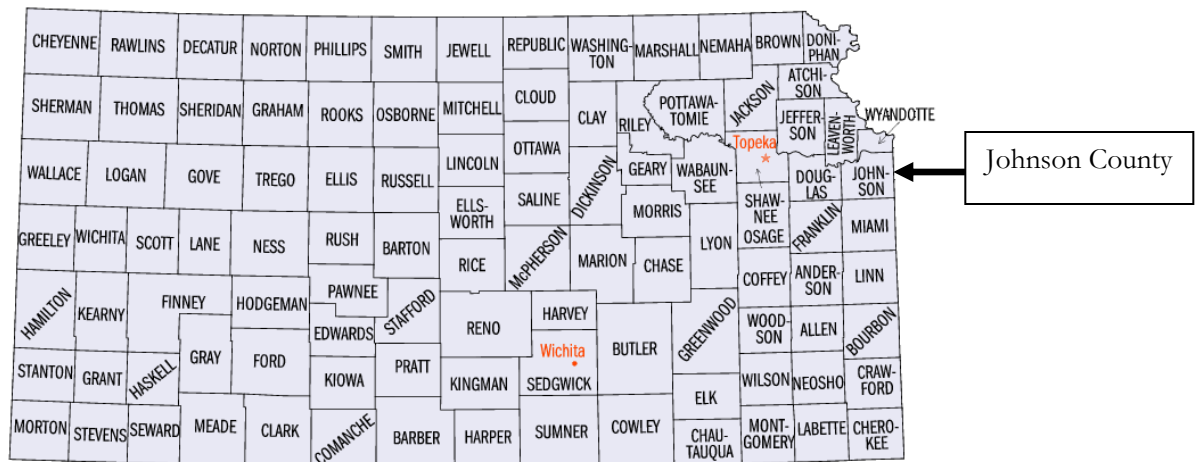 CHEYENNE
RAWLINS
DECATUR
NORTON
PHILLIPS
SMITH
JEWELL
REPUBLIC
WASHING-
TON
MARSHALL
NEMAHA
BROWN
DONI-
PHAN
SHERMAN
THOMAS
SHERIDAN
GRAHAM
ROOKS
OSBORNE
MITCHELL
CLOUD
CLAY
RILEY
POTTAWA-
TOMIE
JACKSON
ATCHI-
SON
JEFFER-
SON
LEAVEN-
WORTH
WYANDOTTE
Topeka
OTTAWA
LINCOLN
WALLACE
LOGAN
GOVE
TREGO
ELLIS
RUSSELL
SALINE
DICKINSON
GEARY
WABAUN-
SEE
SHAW-
NEE
DOUG-
LAS
JOHN-
SON
Johnson County
ELLS-
WORTH
MORRIS
OSAGE
FRANKLIN
MIAMI
GREELEY
WICHITA
SCOTT
LANE
NESS
RUSH
BARTON
RICE
McPHERSON
MARION
CHASE
LYON
COFFEY
ANDER-
SON
LINN
HAMILTON
KEARNY
FINNEY
HODGEMAN
PAWNEE
STAFFORD
RENO
HARVEY
BUTLER
GREENWOOD
WOOD-
SON
ALLEN
BOURBON
GRAY
FORD
EDWARDS
Wichita
SEDGWICK
STANTON
GRANT
HASKELL
KIOWA
PRATT
KINGMAN
ELK
WILSON
NEOSHO
CRAW-
FORD
MORTON
STEVENS
SEWARD
MEADE
CLARK
COMANCHE
BARBER
HARPER
SUMNER
COWLEY
CHAU-
TAUQUA
MONT-
GOMERY
LABETTE
CHERO-
KEE